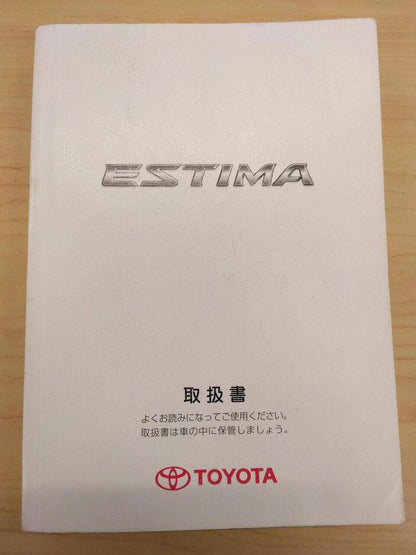 ESTIMA
取扱書
よくお読みになってご使用ください。
取扱書は車の中に保管しましょう。
TOYOTA